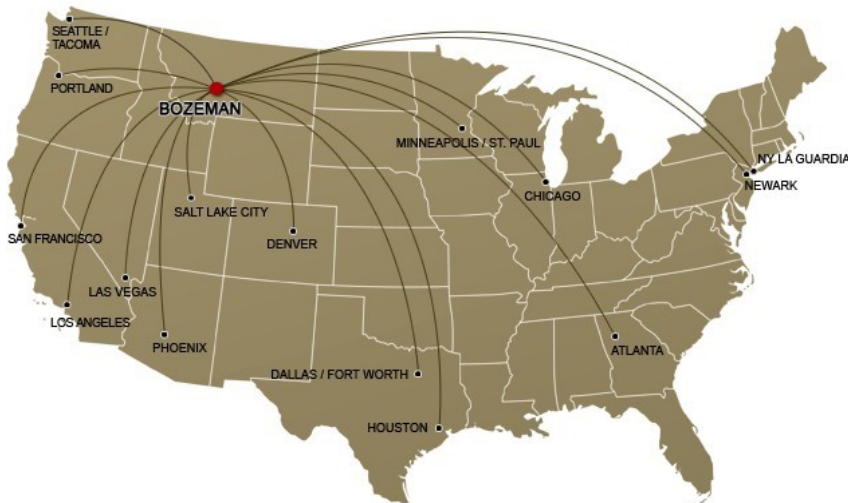 SEATTLE /
TACOMA
PORTLAND
BOZEMAN
MINNEAPOLIS / ST. PAUL
NY LA GUARDIA
NEWARK
CHICAGO
SALT LAKE CITY
SAN FRANCISCO
DENVER
LAS VEGAS
LOS ANGELES
PHOENIX
ATLANTA
DALLAS / FORT WORTH
HOUSTON